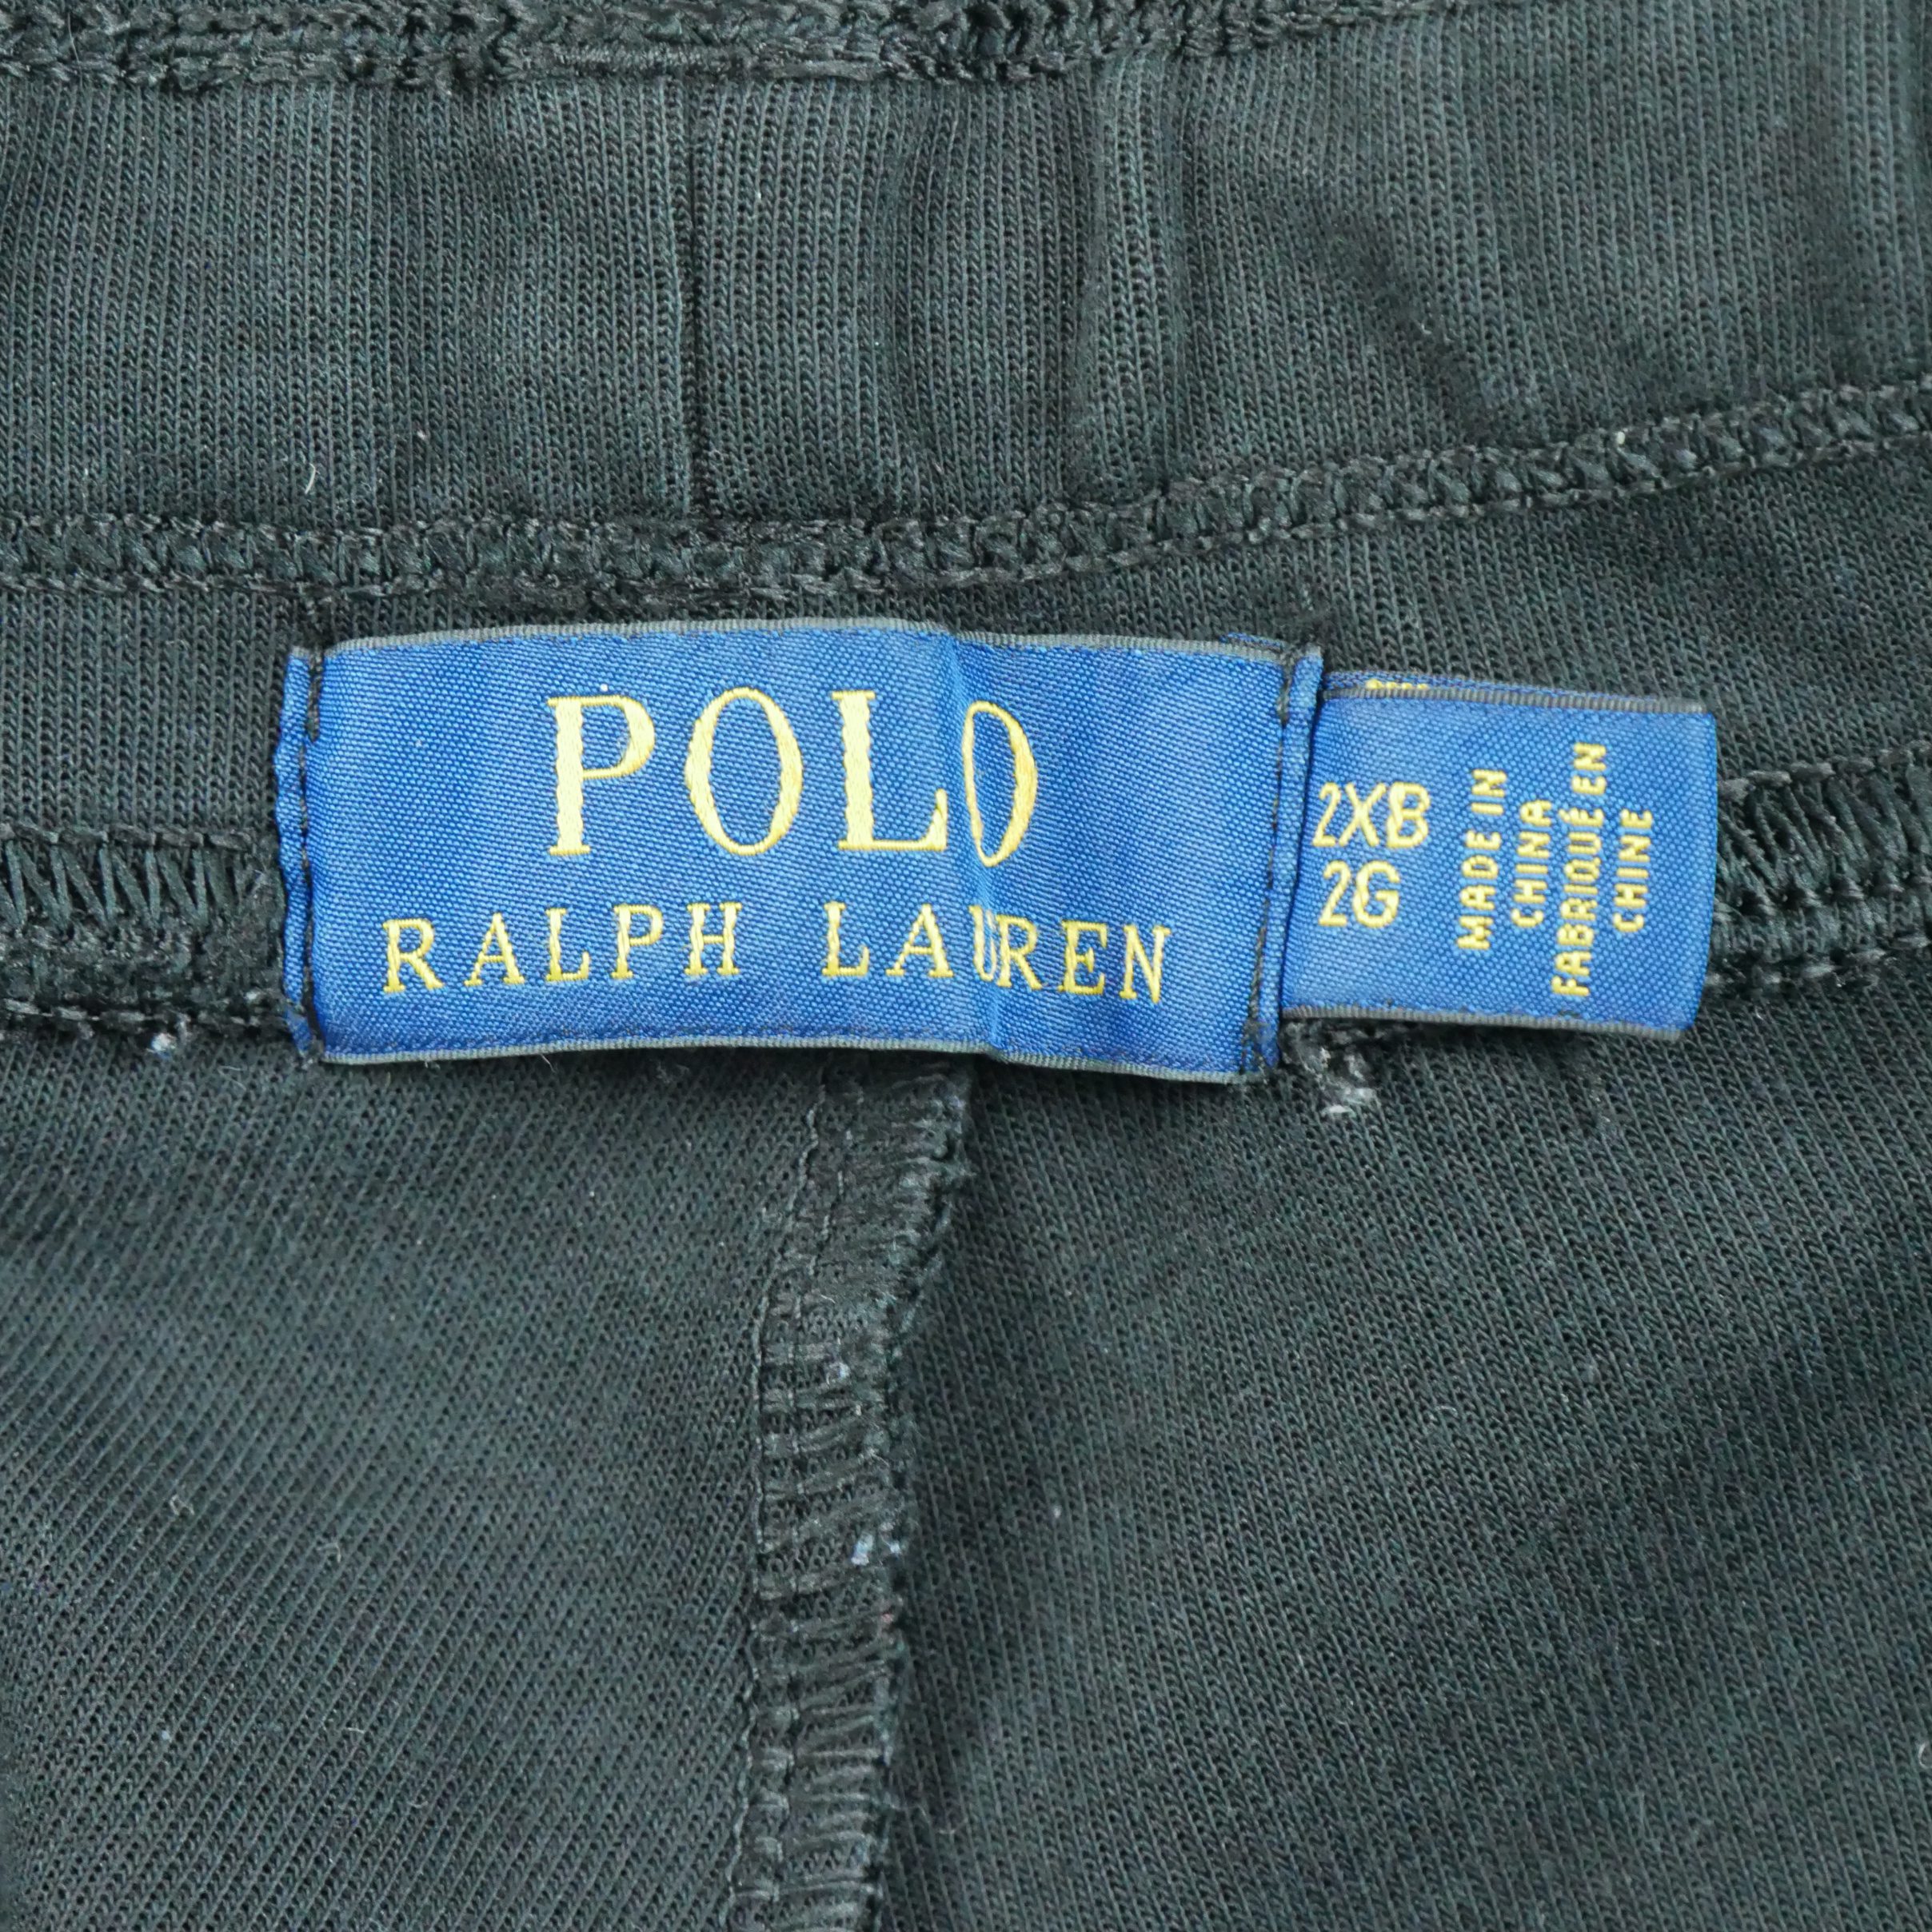 POLO
RALPH LAUREN
2XB
2G
MADE IN
CHINA
FABRIQUÉ EN
CHINE